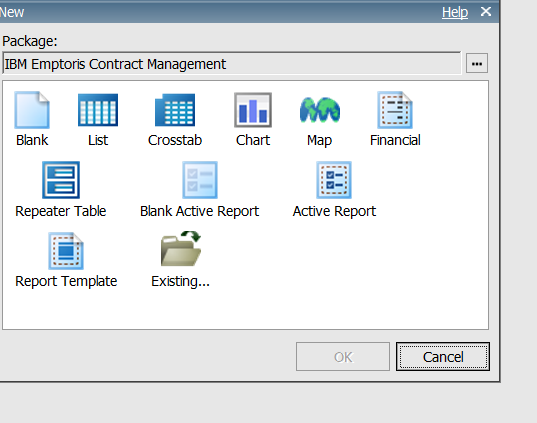 New Help
Package:
IBM Emptoris Contract Management ...
Blank List Crosstab Chart Map Financial
Repeater Table Blank Active Report Active Report
Report Template Existing...
OK Cancel